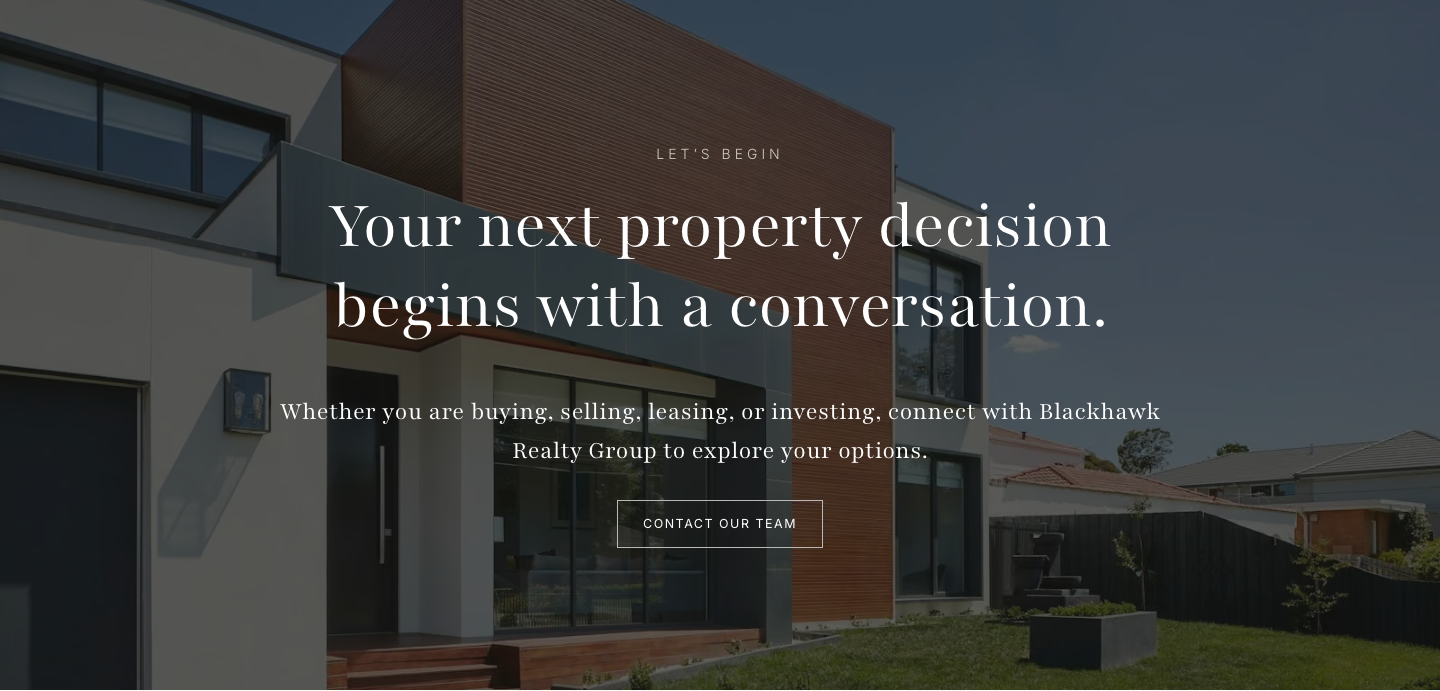 LET'S BEGIN
Your next property decision
begins with a conversation.
Whether you are buying, selling, leasing, or investing, connect with Blackhawk
Realty Group to explore your options.
CONTACT OUR TEAM